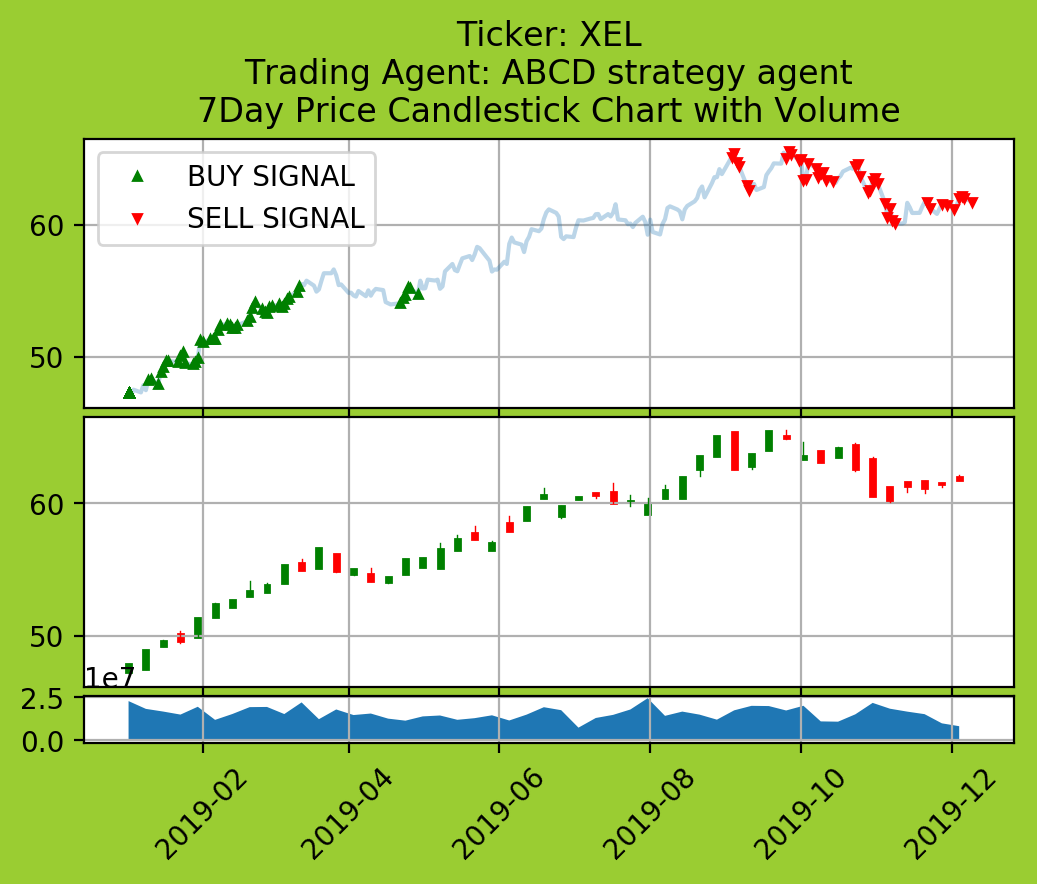 Ticker: XEL
Trading Agent: ABCD strategy agent
7Day Price Candlestick Chart with Volume
BUY SIGNAL
SELL SIGNAL
60
50
60
50
1e7
2.5
0.0
2019-02
2019-04
2019-06
2019-08
2019-10
2019-12